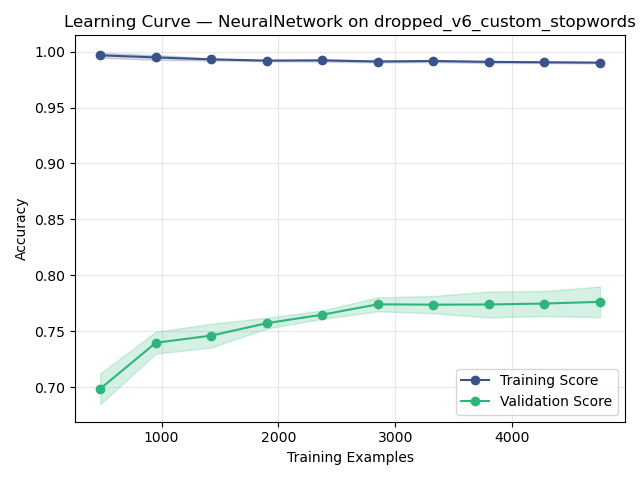 Learning Curve — NeuralNetwork on dropped_v6_custom_stopwords
1.00
0.95
0.90
0.85
0.80
0.75
0.70
Accuracy
Training Score
Validation Score
1000
2000
3000
4000
Training Examples